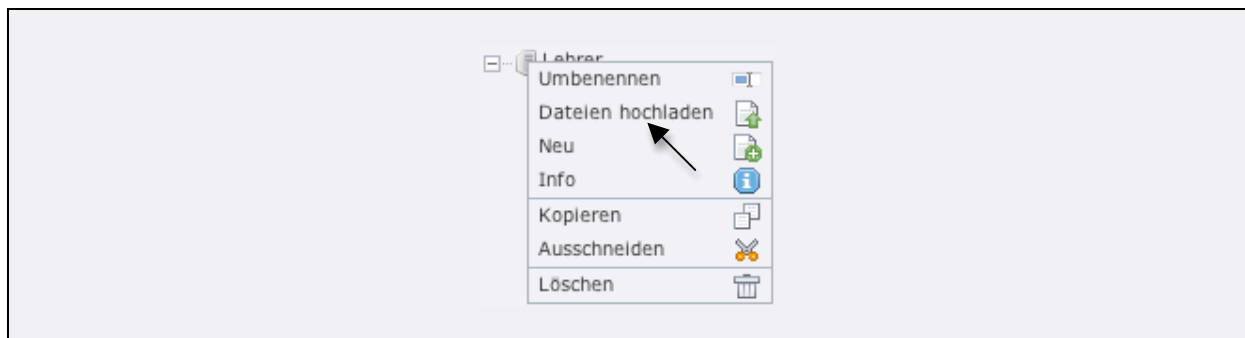 Lehrer
Umbenennen
Dateien hochladen
Neu
Info
Kopieren
Ausschneiden
Löschen